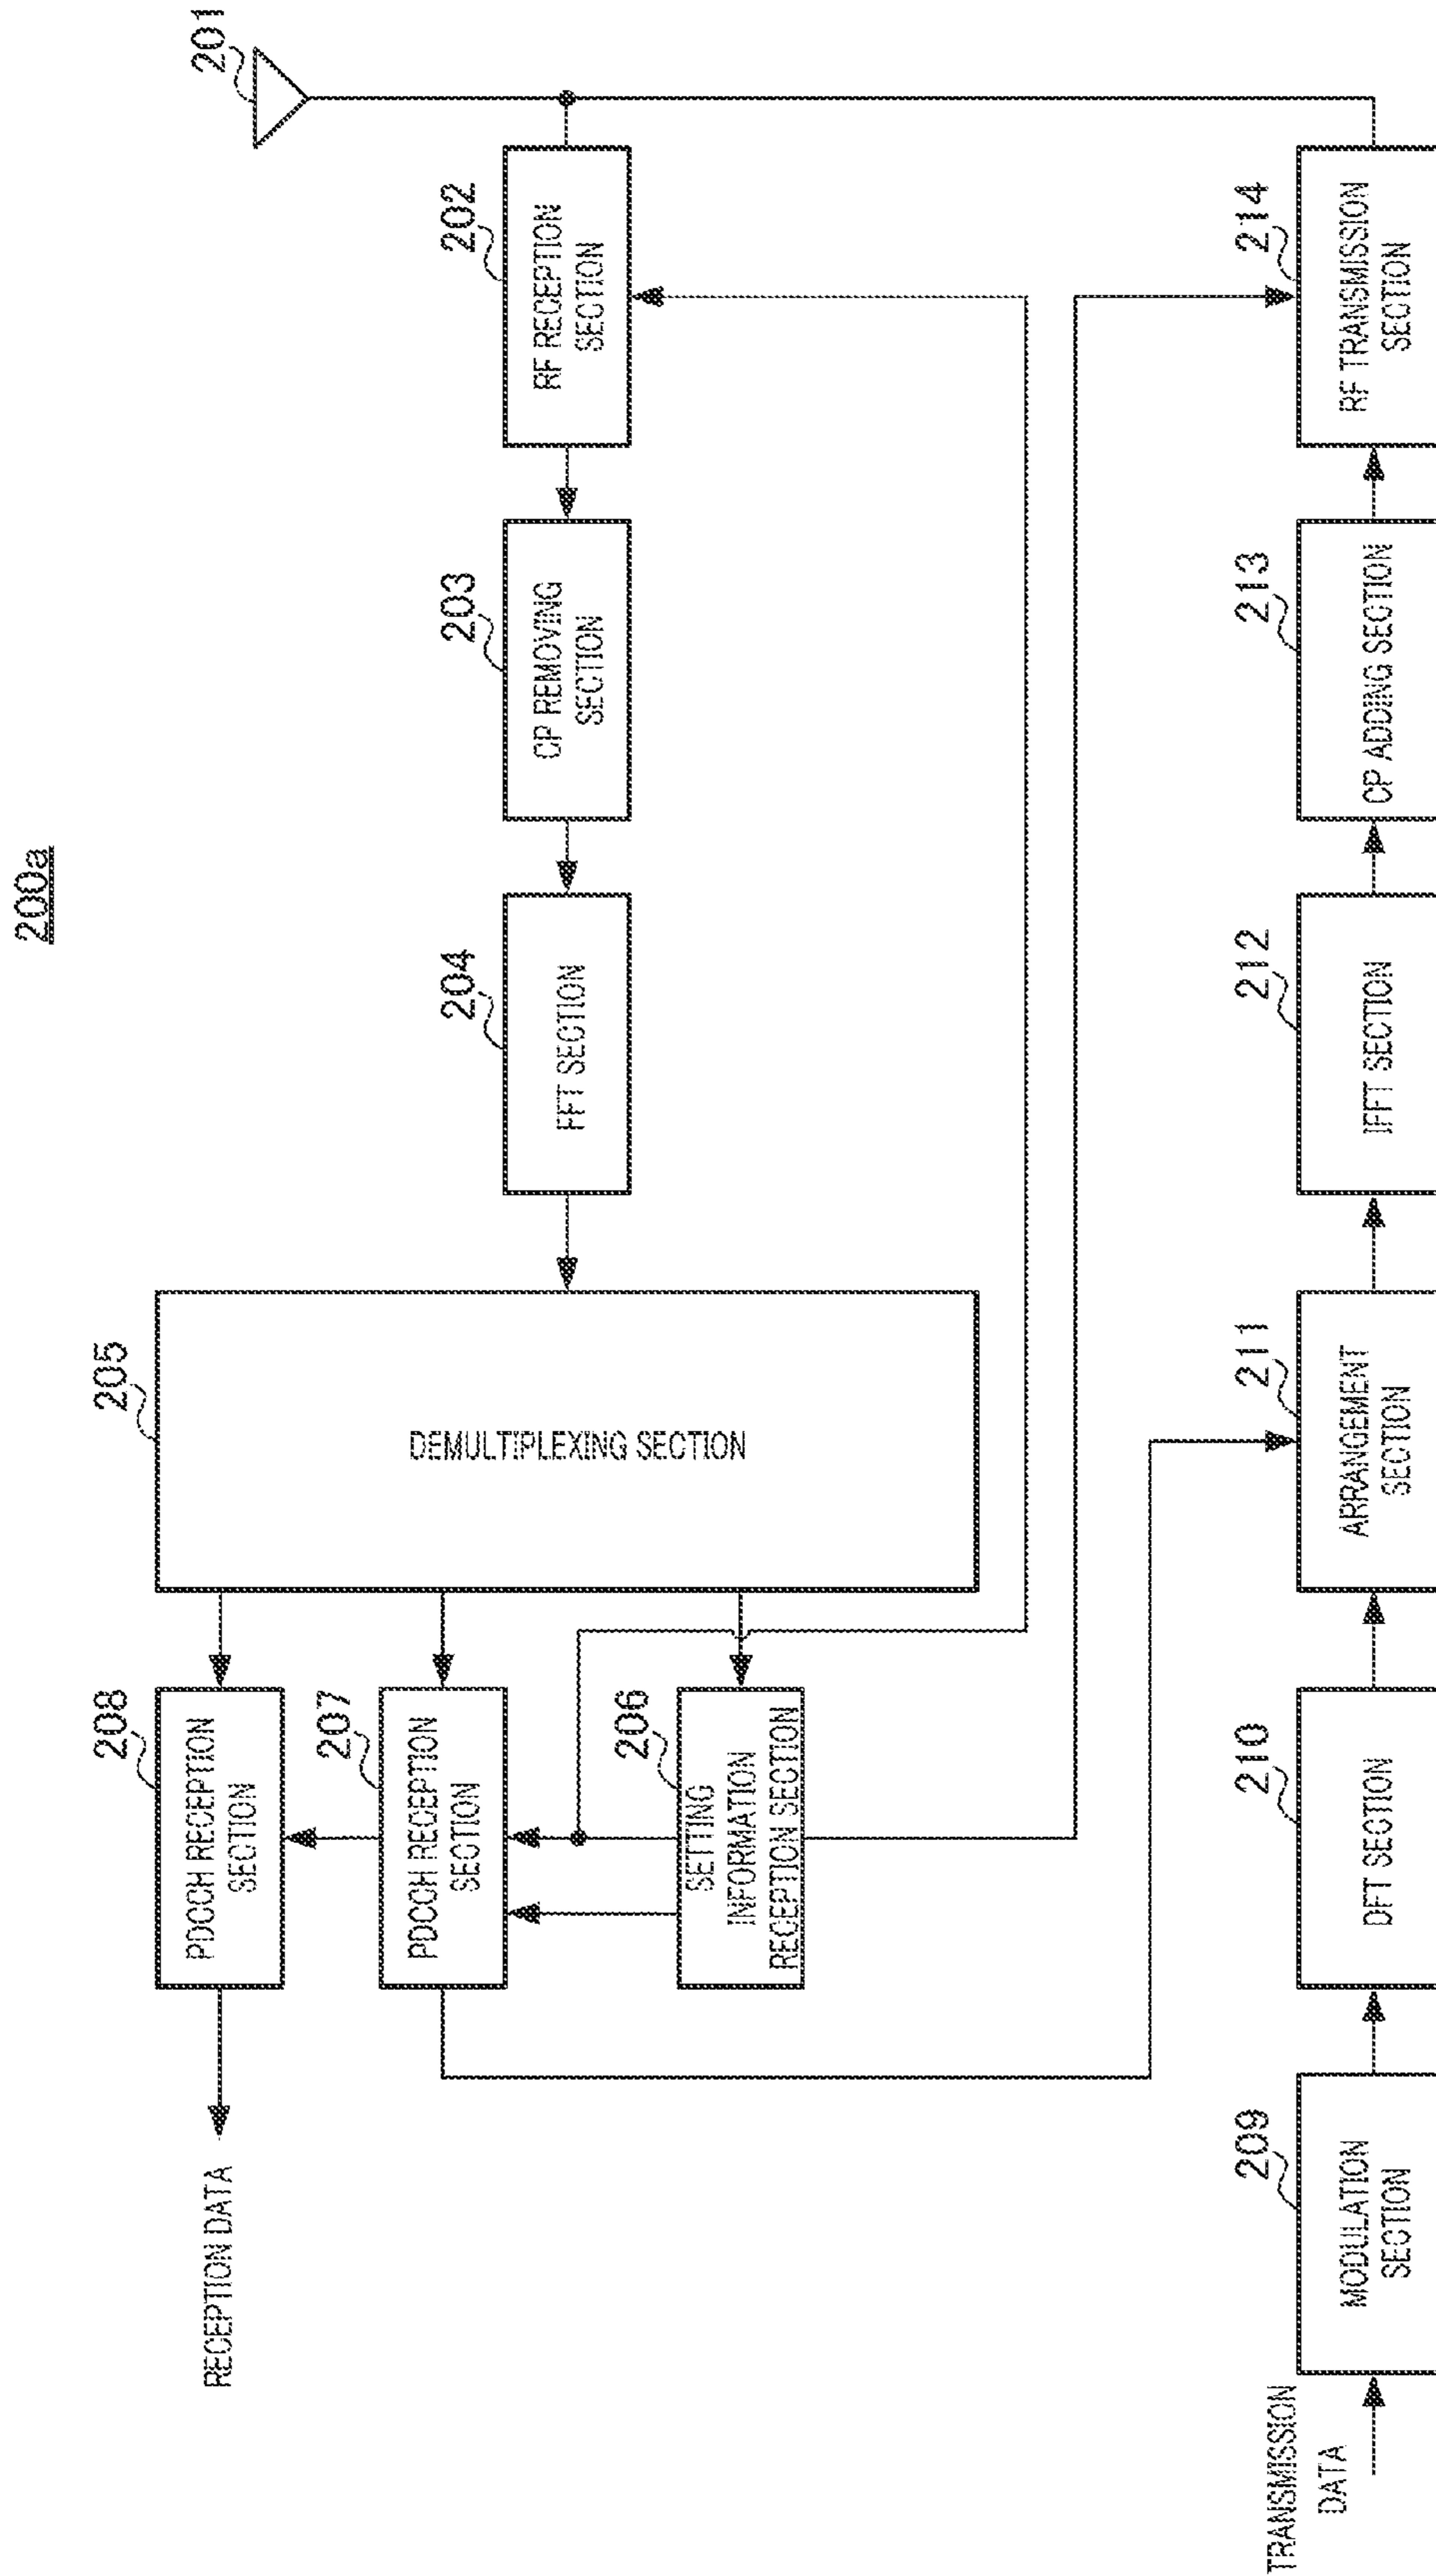 200a
208
205
201
RECEPTION DATA
PDCCH RECEPTION
SECTION
207
PDCCH RECEPTION
SECTION
DEMULTIPLEXING SECTION
204
203
202
FFT SECTION
CP REMOVING
SECTION
RF RECEPTION
SECTION
206
SETTING
INFORMATION
RECEPTION SECTION
209
210
211
212
213
214
TRANSMISSION
DATA
MODULATION
SECTION
DFT SECTION
ARRANGEMENT
SECTION
IFFT SECTION
CP ADDING SECTION
RF TRANSMISSION
SECTION